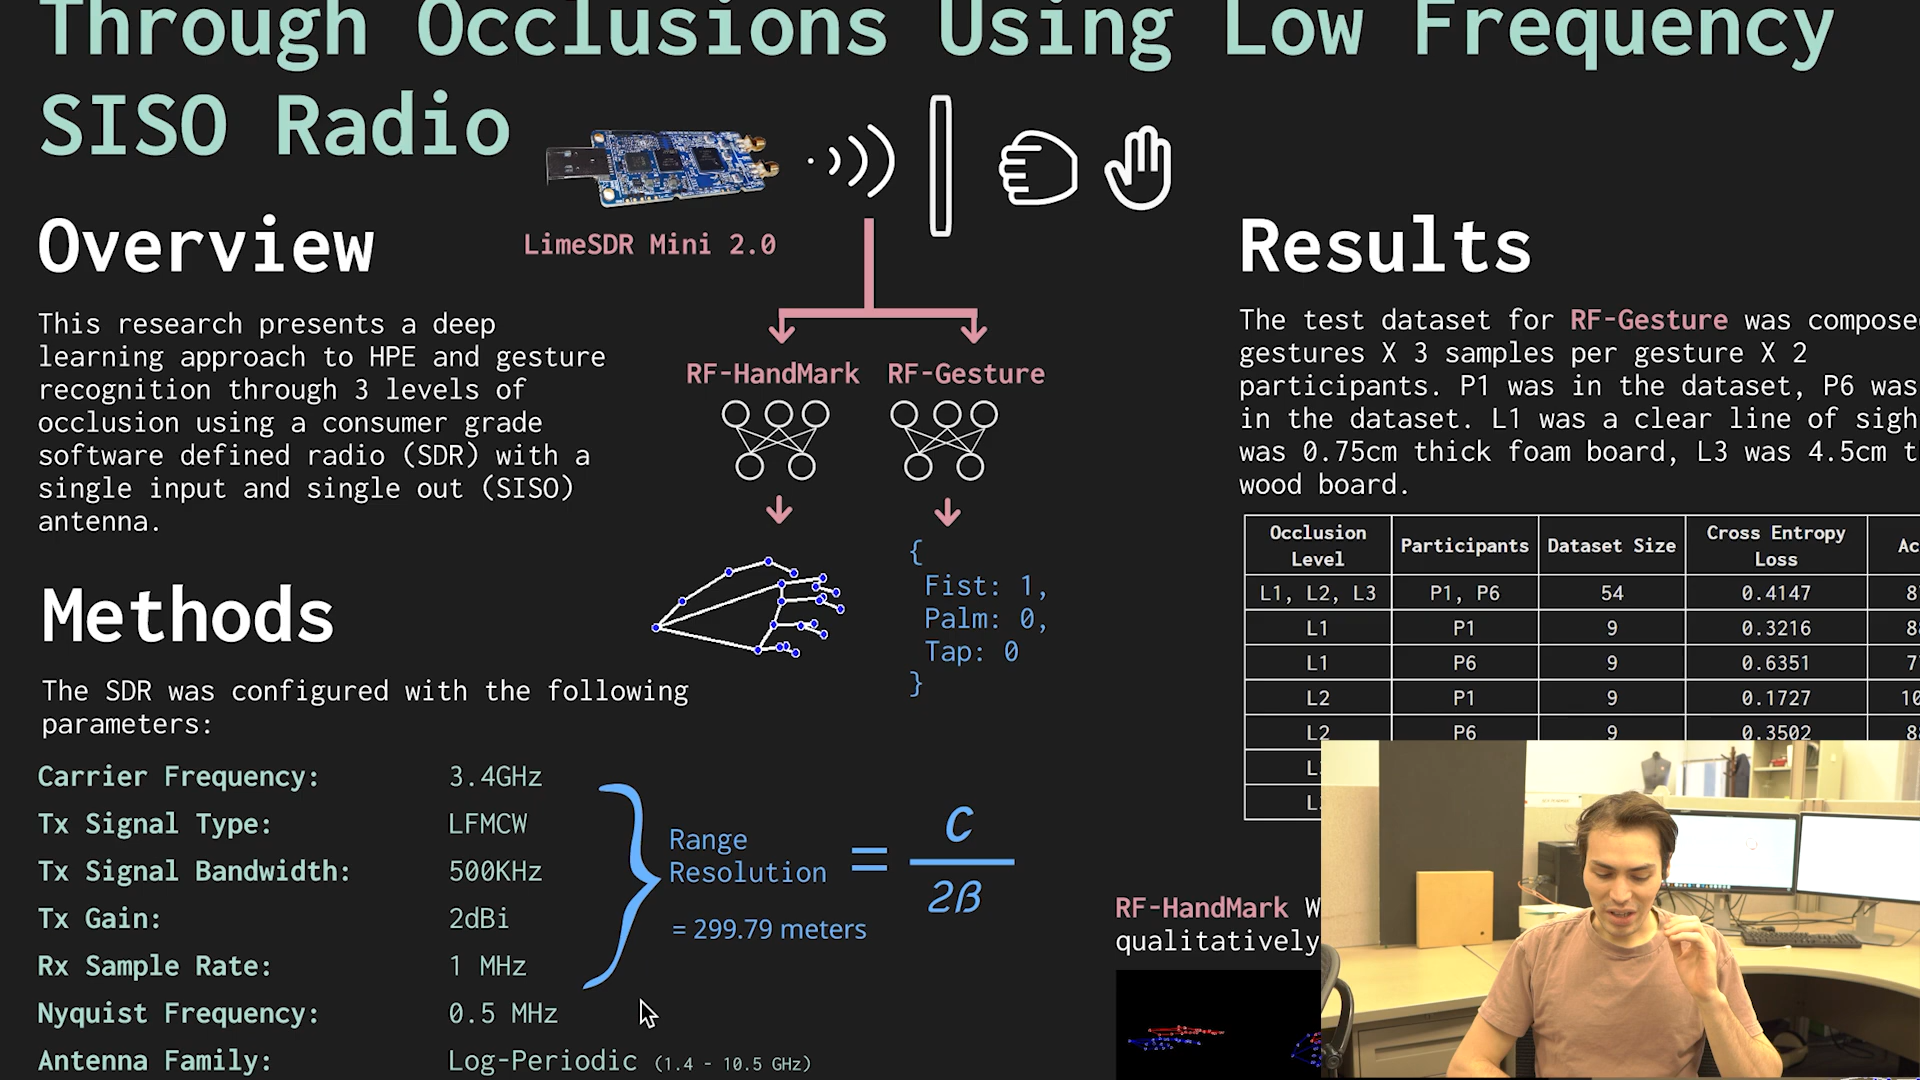 Through Occlusions Using Low Frequency
SISO Radio
LimeSDR Mini 2.0
Overview
This research presents a deep
learning approach to HPE and gesture
recognition through 3 levels of
occlusion using a consumer grade
software defined radio (SDR) with a
single input and single out (SISO)
antenna.
RF-HandMark RF-Gesture
{
Fist: 1,
Palm: 0,
Tap: 0
}
Methods
The SDR was configured with the following
parameters:
Carrier Frequency: 3.4GHz
Tx Signal Type: LFMCW
Tx Signal Bandwidth: 500KHz
Tx Gain: 2dBi
Rx Sample Rate: 1 MHz
Nyquist Frequency: 0.5 MHz
Antenna Family: Log-Periodic (1.4 - 10.5 GHz)
Range
Resolution
=
C
2B
= 299.79 meters
Results
The test dataset for RF-Gesture was
gestures X 3 samples per gesture X 2
participants. P1 was in the dataset, P6 was
in the dataset. L1 was a clear line of
was 0.75cm thick foam board, L3 was 4.5cm
wood board.
Occlusion
Level
Participants
Dataset Size
Cross Entropy
Loss
L1, L2, L3 P1, P6 54 0.4147
L1 P1 9 0.3216
L1 P6 9 0.6351
L2 P1 9 0.1727
L2 P6 9 0.3502
RF-HandMark
qualitatively